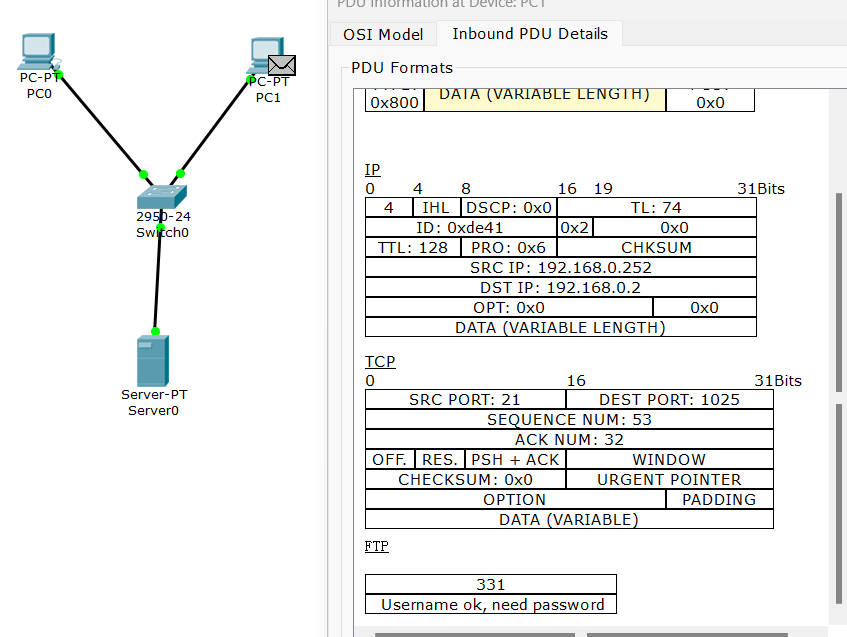 PDU Information at Device: PC1
OSI Model
Inbound PDU Details
PDU Formats
0x800
DATA (VARIABLE LENGTH)
0x0
IP
0 4 8 16 19 31Bits
4 IHL DSCP: 0x0 TL: 74
ID: 0xde41 0x2 0x0
TTL: 128 PRO: 0x6 CHKSUM
SRC IP: 192.168.0.252
DST IP: 192.168.0.2
OPT: 0x0 0x0
DATA (VARIABLE LENGTH)
TCP
0 16 31Bits
SRC PORT: 21 DEST PORT: 1025
SEQUENCE NUM: 53
ACK NUM: 32
OFF. RES. PSH + ACK WINDOW
CHECKSUM: 0x0 URGENT POINTER
OPTION PADDING
DATA (VARIABLE)
FTP
331
Username ok, need password
PC-PT
PC0
PC-PT
PC1
2950-24
Switch0
Server-PT
Server0